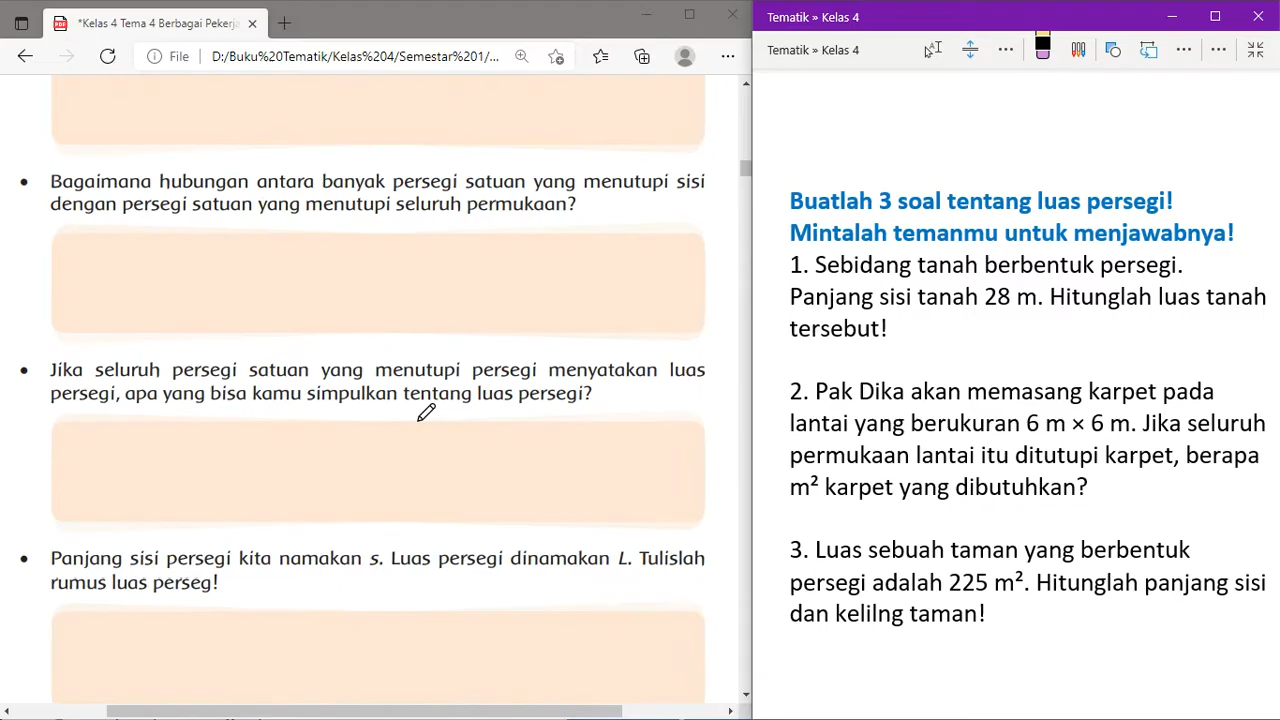 *Kelas 4 Tema 4 Berbagai Pekerja
File
D:/Buku%20Tematik/Kelas%204/Semestar%201/...
Bagaimana hubungan antara banyak persegi satuan yang menutupi sisi
dengan persegi satuan yang menutupi seluruh permukaan?
Jika seluruh persegi satuan yang menutupi persegi menyatakan luas
persegi, apa yang bisa kamu simpulkan tentang luas persegi?
Panjang sisi persegi kita namakan s. Luas persegi dinamakan L. Tulislah
rumus luas perseg!
Tematik » Kelas 4
Tematik » Kelas 4
Buatlah 3 soal tentang luas persegi!
Mintalah temanmu untuk menjawabnya!
1. Sebidang tanah berbentuk persegi.
Panjang sisi tanah 28 m. Hitunglah luas tanah
tersebut!
2. Pak Dika akan memasang karpet pada
lantai yang berukuran 6 m × 6 m. Jika seluruh
permukaan lantai itu ditutupi karpet, berapa
m² karpet yang dibutuhkan?
3. Luas sebuah taman yang berbentuk
persegi adalah 225 m². Hitunglah panjang sisi
dan kelilng taman!